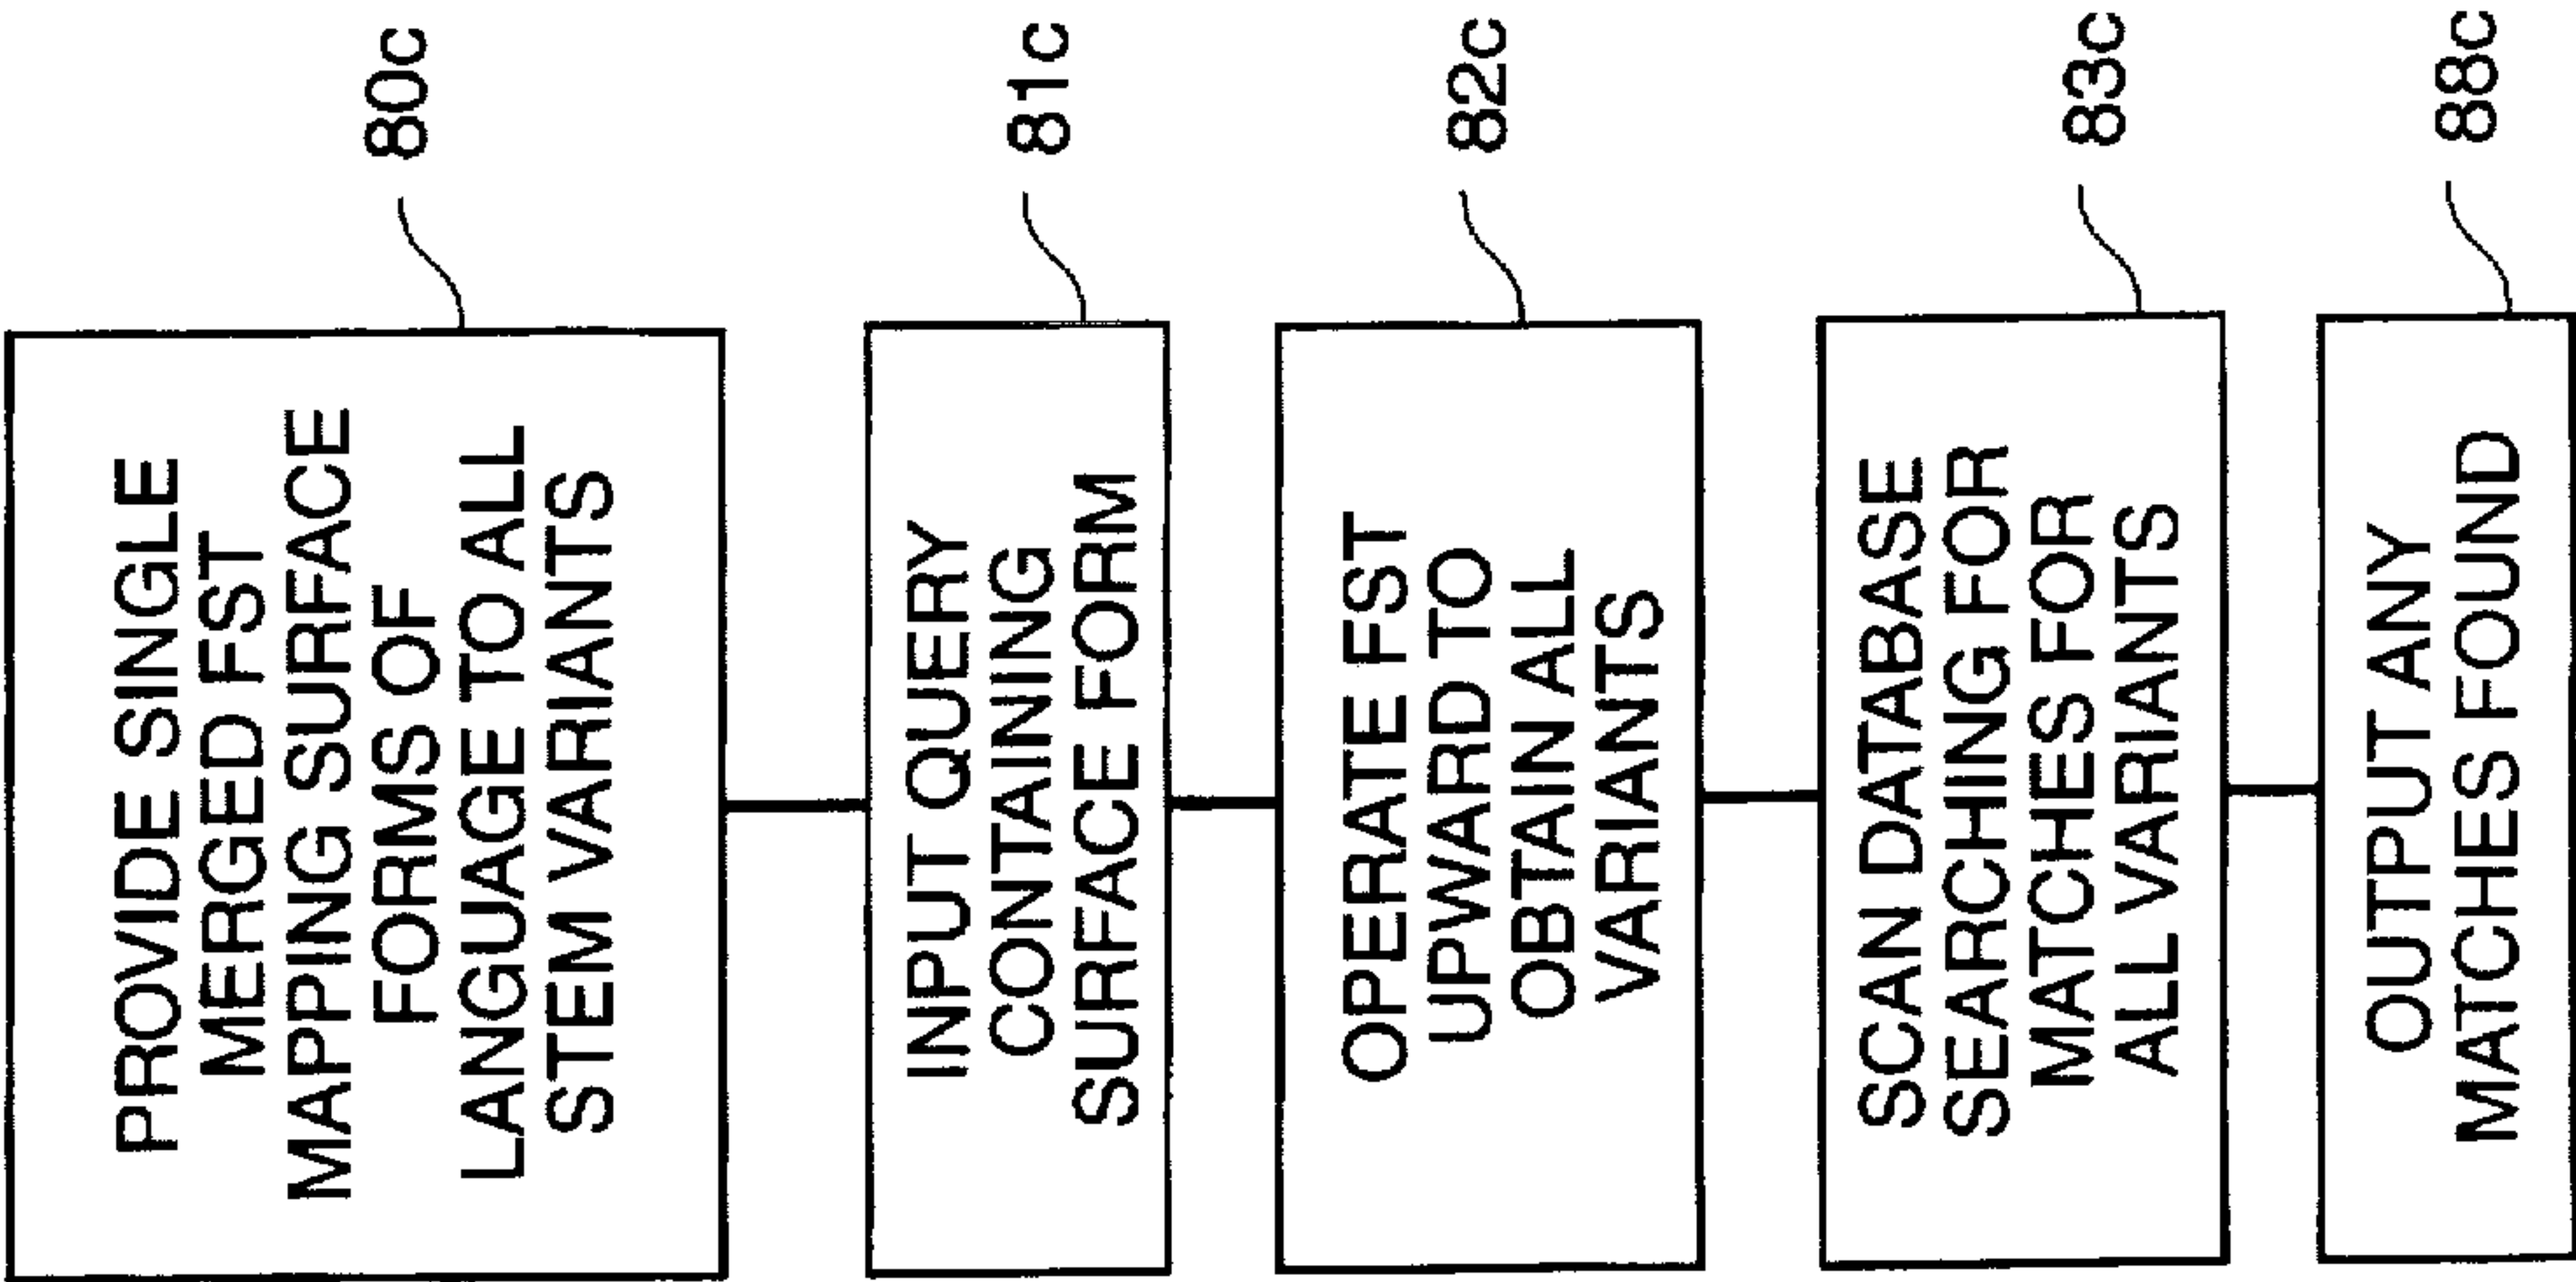 PROVIDE SINGLE
MERGED FST
MAPPING SURFACE
FORMS OF
LANGUAGE TO ALL
STEM VARIANTS
80c
INPUT QUERY
CONTAINING
SURFACE FORM
81c
OPERATE FST
UPWARD TO
OBTAIN ALL
VARIANTS
82c
SCAN DATABASE
SEARCHING FOR
MATCHES FOR
ALL VARIANTS
83c
OUTPUT ANY
MATCHES FOUND
88c